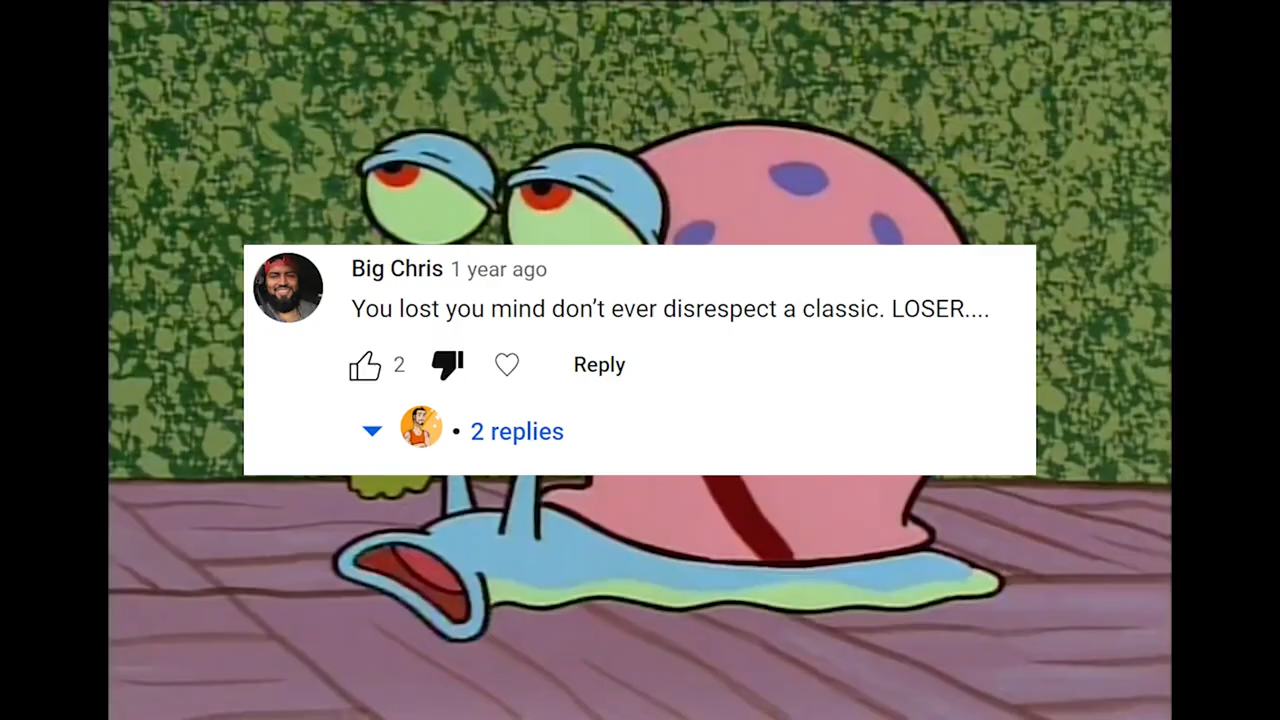 Big Chris 1 year ago
You lost you mind don’t ever disrespect a classic. LOSER....
2 Reply
• 2 replies